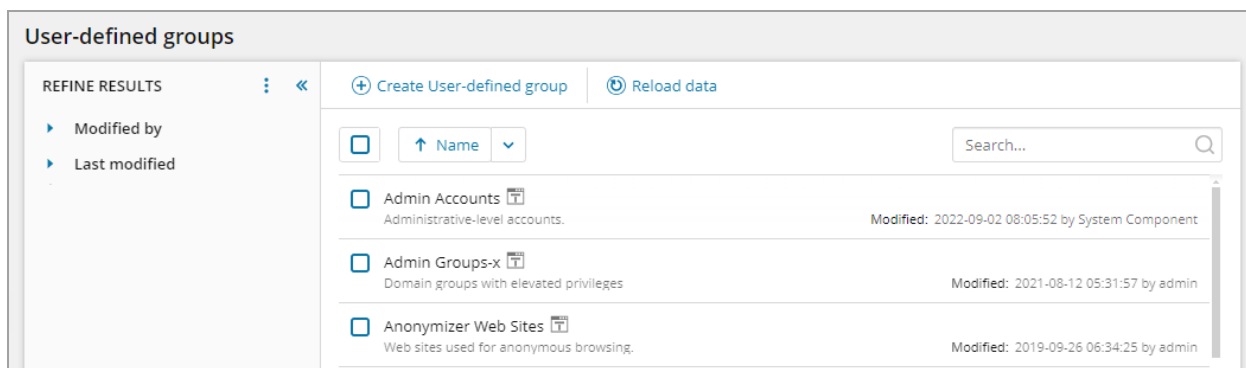 User-defined groups
REFINE RESULTS
Modified by
Last modified
Create User-defined group
Reload data
Name
Search...
Admin Accounts
Administrative-level accounts.
Modified: 2022-09-02 08:05:52 by System Component
Admin Groups-x
Domain groups with elevated privileges
Modified: 2021-08-12 05:31:57 by admin
Anonymizer Web Sites
Web sites used for anonymous browsing.
Modified: 2019-09-26 06:34:25 by admin